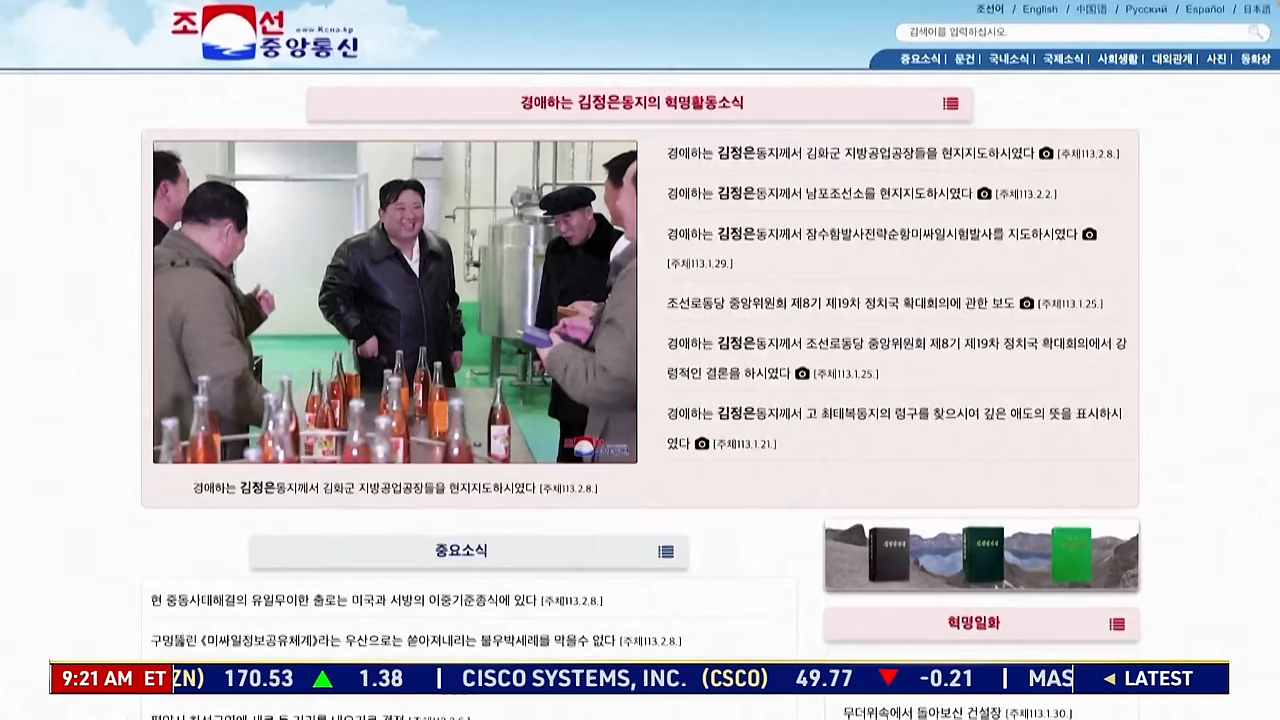 조선어 / English / 中国语 / Русский / Español / 日本語
조선
www.kcna.kp
중앙통신
검색어를 입력하십시오.
중요소식 | 문건 | 국내소식 | 국제소식 | 사회생활 | 대외관계 | 사진 | 동화상
경애하는 김정은동지의 혁명활동소식
경애하는 김정은동지께서 김화군 지방공업공장들을 현지지도하시였다 [주체113.2.8.]
경애하는 김정은동지께서 남포조선소를 현지지도하시였다 [주체113.2.2.]
경애하는 김정은동지께서 잠수함발사전략순항미싸일시험발사를 지도하시였다
[주체113.1.29.]
조선로동당 중앙위원회 제8기 제19차 정치국 확대회의에 관한 보도 [주체113.1.25.]
경애하는 김정은동지께서 조선로동당 중앙위원회 제8기 제19차 정치국 확대회의에서 강
령적인 결론을 하시였다 [주체113.1.25.]
경애하는 김정은동지께서 고 최태복동지의 령구를 찾으시여 깊은 애도의 뜻을 표시하시
였다 [주체113.1.21.]
경애하는 김정은동지께서 김화군 지방공업공장들을 현지지도하시였다 [주체113.2.8.]
중요소식
현 중동사태해결의 유일무이한 출로는 미국과 서방의 이중기준종식에 있다 [주체113.2.8.]
구멍뚫린 《미싸일정보공유체계》라는 우산으로는 쏟아져내리는 불우박세례를 막을수 없다 [주체113.2.8.]
혁명일화
무더위속에서 돌아보신 건설장 [주체113.1.30.]
9:21 AM ET ZN) 170.53 ▲ 1.38 | CISCO SYSTEMS, INC. (CSCO) 49.77 ▼ -0.21 | MAS ◄ LATEST